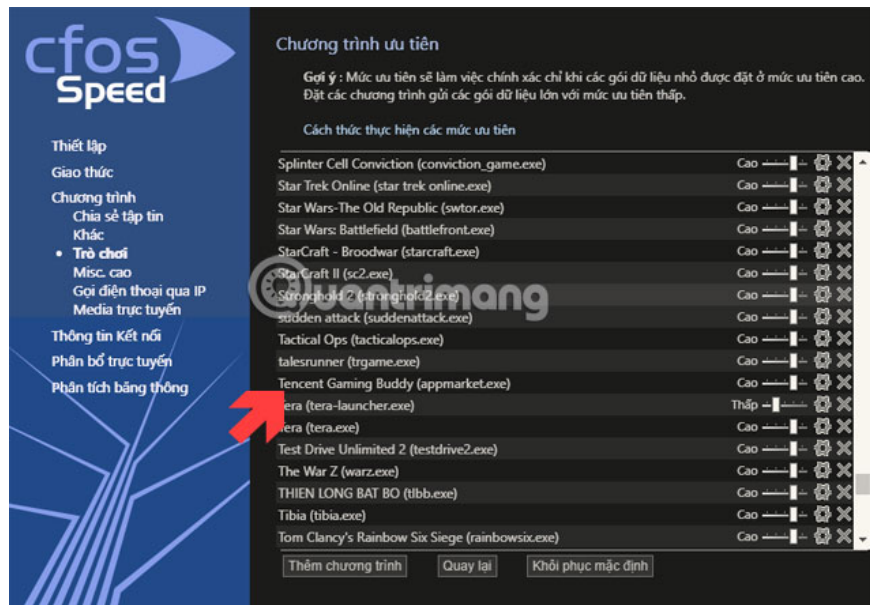 cfos
Speed
Thiết lập
Giao thức
Chương trình
Chia sẻ tập tin
Khác
• Trò chơi
Misc. cao
Gọi điện thoại qua IP
Media trực tuyến
Thông tin Kết nối
Phân bổ trực tuyến
Phân tích băng thông
Chương trình ưu tiên
Gợi ý : Mức ưu tiên sẽ làm việc chính xác chỉ khi các gói dữ liệu nhỏ được đặt ở mức ưu tiên cao.
Đặt các chương trình gửi các gói dữ liệu lớn với mức ưu tiên thấp.
Cách thức thực hiện các mức ưu tiên
Splinter Cell Conviction (conviction_game.exe) Cao
Star Trek Online (star trek online.exe) Cao
Star Wars-The Old Republic (swtor.exe) Cao
Star Wars: Battlefield (battlefront.exe) Cao
StarCraft - Broodwar (starcraft.exe) Cao
StarCraft II (sc2.exe) Cao
Stronghold 2 (stronghold2.exe) Cao
Quantrimang
sudden attack (suddenattack.exe) Cao
Tactical Ops (tacticalops.exe) Cao
talesrunner (trgame.exe) Cao
Tencent Gaming Buddy (appmarket.exe) Cao
Tera (tera-launcher.exe) Thấp
Tera (tera.exe) Cao
Test Drive Unlimited 2 (testdrive2.exe) Cao
The War Z (warz.exe) Cao
THIEN LONG BAT BO (tlbb.exe) Cao
Tibia (tibia.exe) Cao
Tom Clancy's Rainbow Six Siege (rainbowsix.exe) Cao
Thêm chương trình Quay lại Khôi phục mặc định